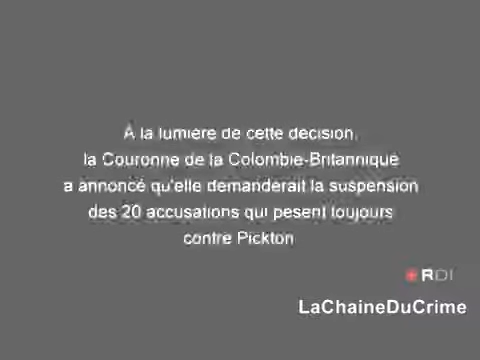 À la lumière de cette décision,
la Couronne de la Colombie-Britannique
a annoncé qu'elle demanderait la suspension
des 20 accusations qui pèsent toujours
contre Pickton
RDI
LaChaineDuCrime